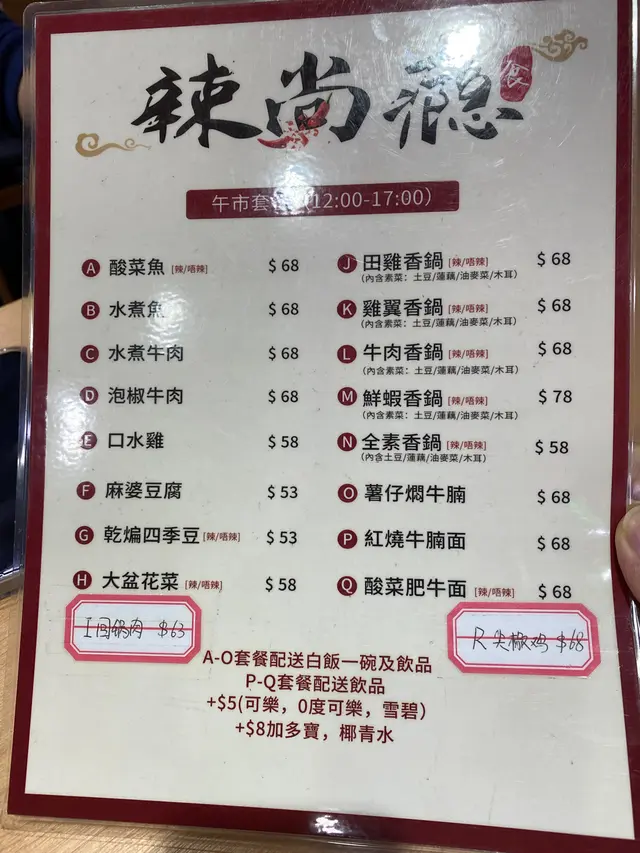 辣尚癮
食
午市套餐 (12:00-17:00)
A 酸菜魚 [辣/唔辣] $ 68
B 水煮魚 $ 68
C 水煮牛肉 $ 68
D 泡椒牛肉 $ 68
E 口水雞 $ 58
F 麻婆豆腐 $ 53
G 乾煸四季豆 [辣/唔辣] $ 53
H 大盆花菜 [辣/唔辣] $ 58
I 回锅肉 $63
J 田雞香鍋 [辣/唔辣] $ 68
(內含素菜：土豆/蓮藕/油麥菜/木耳)
K 雞翼香鍋 [辣/唔辣] $ 68
(內含素菜：土豆/蓮藕/油麥菜/木耳)
L 牛肉香鍋 [辣/唔辣] $ 68
(內含素菜：土豆/蓮藕/油麥菜/木耳)
M 鮮蝦香鍋 [辣/唔辣] $ 78
(內含素菜：土豆/蓮藕/油麥菜/木耳)
N 全素香鍋 [辣/唔辣] $ 58
(內含土豆/蓮藕/油麥菜/木耳)
O 薯仔燜牛腩 $ 68
P 紅燒牛腩面 $ 68
Q 酸菜肥牛面 [辣/唔辣] $ 68
R 尖椒鸡 $68
A-O套餐配送白飯一碗及飲品
P-Q套餐配送飲品
+$5(可樂，0度可樂，雪碧)
+$8加多寶，椰青水